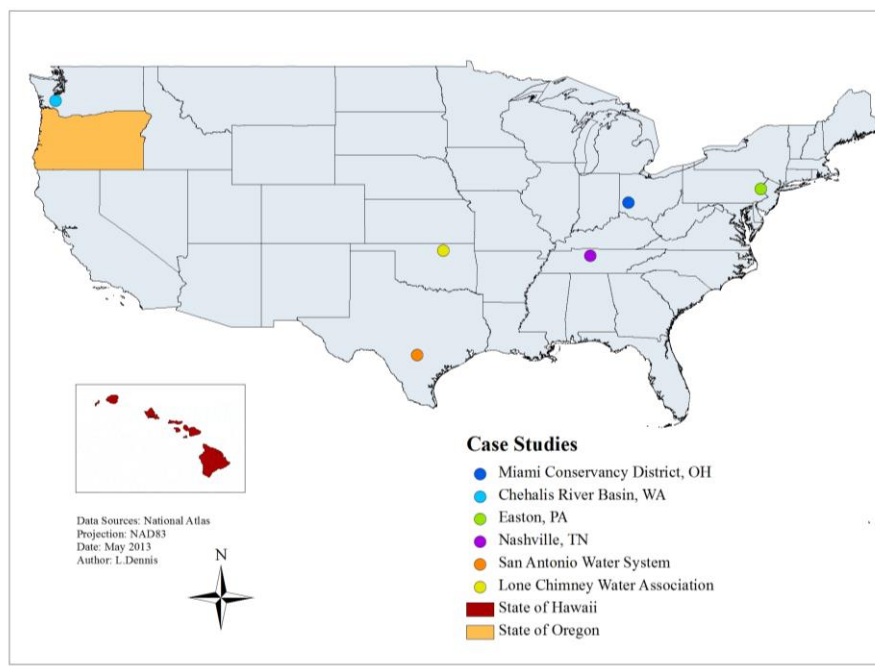 Case Studies
Miami Conservancy District, OH
Chehalis River Basin, WA
Easton, PA
Nashville, TN
San Antonio Water System
Lone Chimney Water Association
State of Hawaii
State of Oregon
Data Sources: National Atlas
Projection: NAD83
Date: May 2013
Author: L.Dennis
N